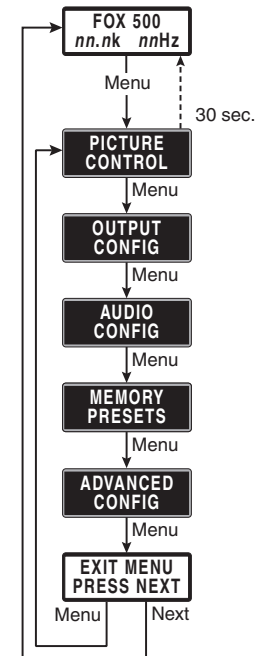 FOX 500
nn.nk nnHz
Menu
30 sec.
PICTURE
CONTROL
Menu
OUTPUT
CONFIG
Menu
AUDIO
CONFIG
Menu
MEMORY
PRESETS
Menu
ADVANCED
CONFIG
Menu
EXIT MENU
PRESS NEXT
Menu Next